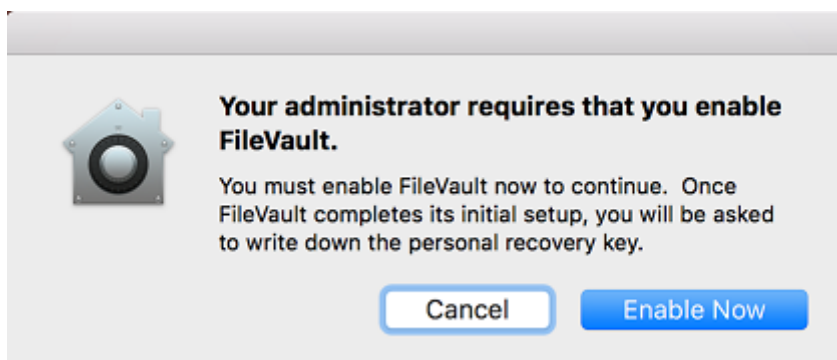 Your administrator requires that you enable
FileVault.
You must enable FileVault now to continue.  Once
FileVault completes its initial setup, you will be asked
to write down the personal recovery key.
Cancel
Enable Now